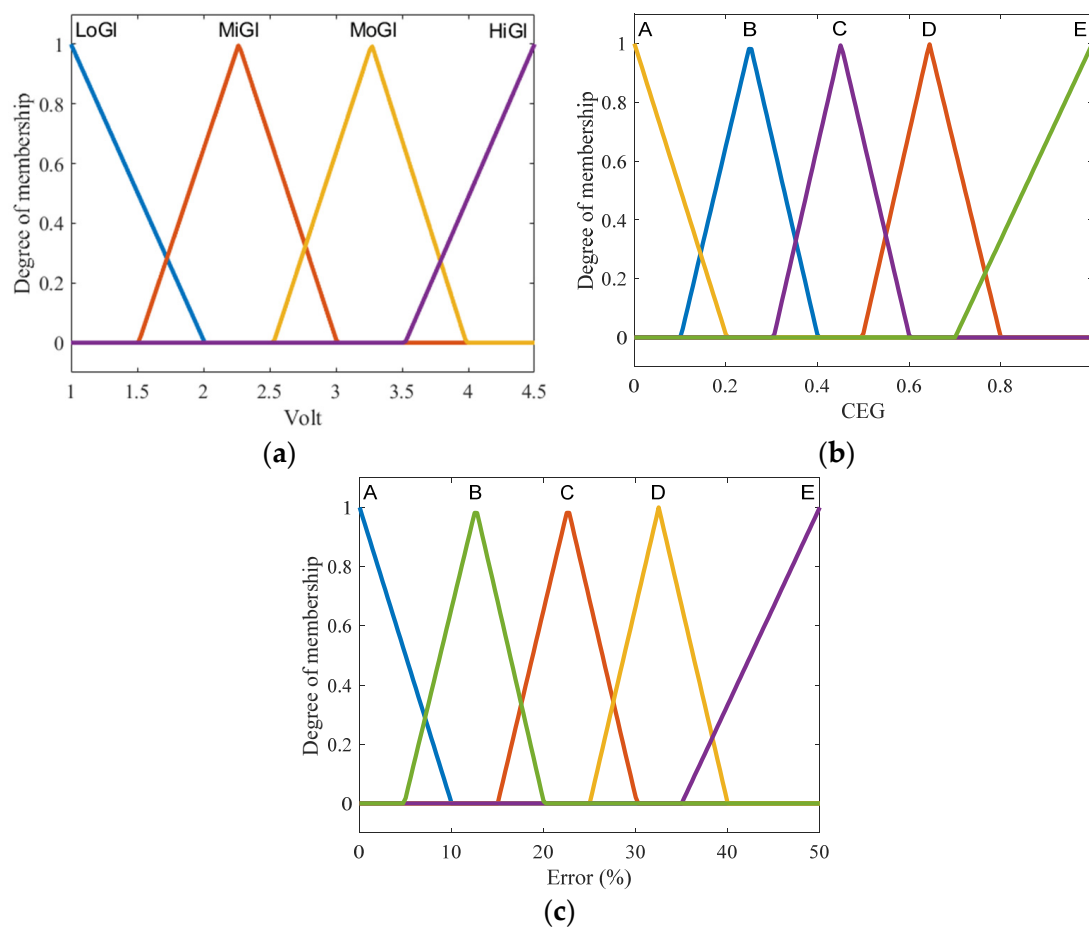 LoGl MiGl MoGl HiGl
1
0.8
0.6
0.4
0.2
0
Degree of membership
1 1.5 2 2.5 3 3.5 4 4.5
Volt
(a)
A B C D E
1
0.8
0.6
0.4
0.2
0
Degree of membership
0 0.2 0.4 0.6 0.8
CEG
(b)
A B C D E
1
0.8
0.6
0.4
0.2
0
Degree of membership
0 10 20 30 40 50
Error (%)
(c)